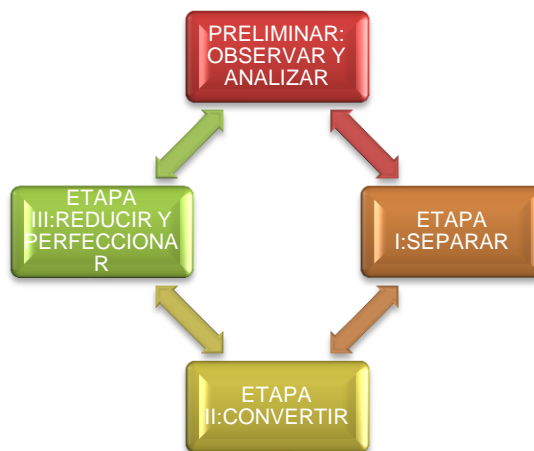 PRELIMINAR:
OBSERVAR Y
ANALIZAR
ETAPA
I:SEPARAR
ETAPA
II:CONVERTIR
ETAPA
III:REDUCIR Y
PERFECCIONA
R